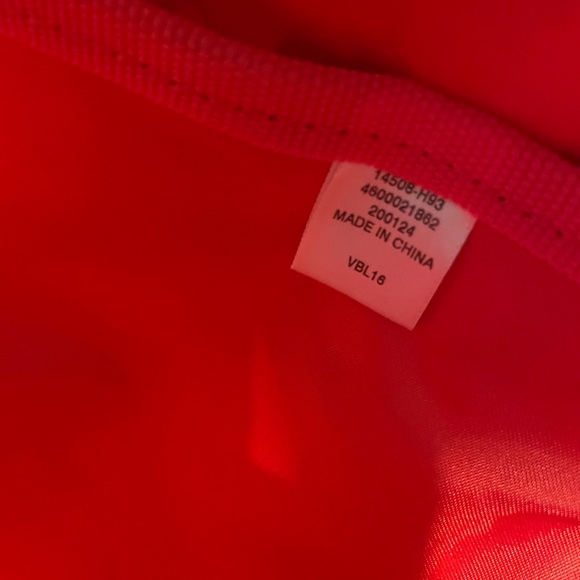 14508-H93
4600021862
200124
MADE IN CHINA
VBL16